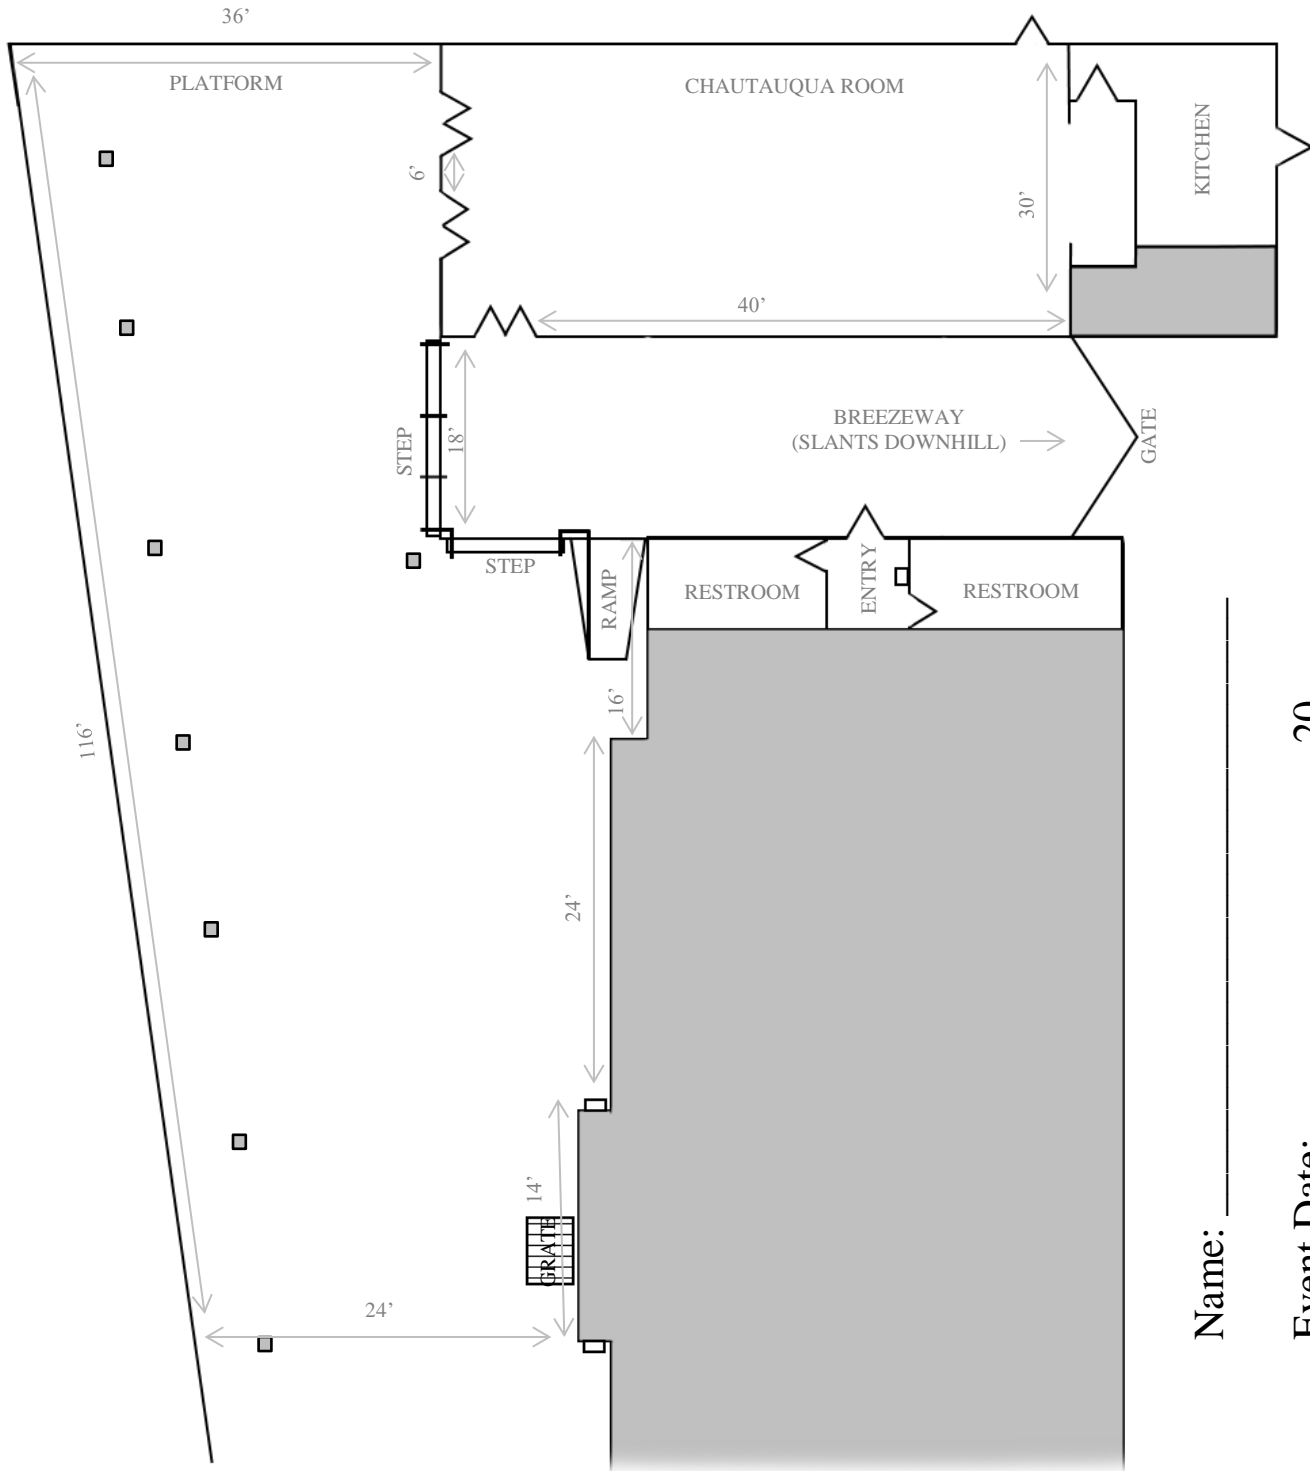 36’
PLATFORM
CHAUTAUQUA ROOM
KITCHEN
6’
30’
40’
STEP
18’
BREEZEWAY
(SLANTS DOWNHILL)
GATE
STEP
RAMP
RESTROOM
ENTRY
RESTROOM
16’
116’
24’
14’
GRATE
24’
Name:
Event Date:
20